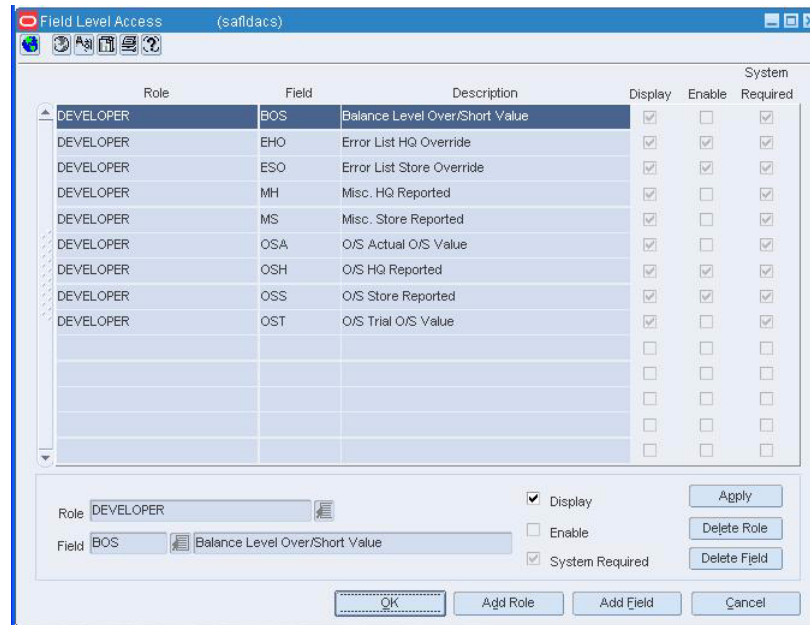 Field Level Access (safldacs)
System
Role Field Description Display Enable Required
DEVELOPER BOS Balance Level Over/Short Value
DEVELOPER EHO Error List HQ Override
DEVELOPER ESO Error List Store Override
DEVELOPER MH Misc. HQ Reported
DEVELOPER MS Misc. Store Reported
DEVELOPER OSA O/S Actual O/S Value
DEVELOPER OSH O/S HQ Reported
DEVELOPER OSS O/S Store Reported
DEVELOPER OST O/S Trial O/S Value
Role DEVELOPER Display Apply
Enable Delete Role
Field BOS Balance Level Over/Short Value
System Required Delete Field
OK Add Role Add Field Cancel